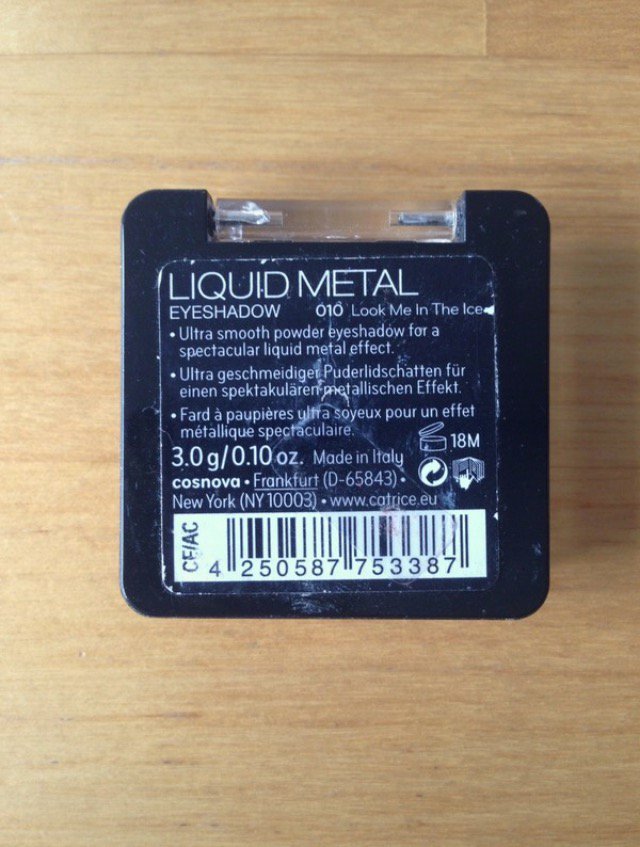 LIQUID METAL
EYESHADOW 010 Look Me In The Ice
• Ultra smooth powder eyeshadow for a
spectacular liquid metal effect.
• Ultra geschmeidiger Puderlidschatten für
einen spektakulären metallischen Effekt.
• Fard à paupières ultra soyeux pour un effet
métallique spectaculaire.
18M
3.0 g/0.10 oz. Made in Italy
cosnova • Frankfurt (D-65843) •
New York (NY 10003) • www.catrice.eu
CF/AC
4 250587 753387